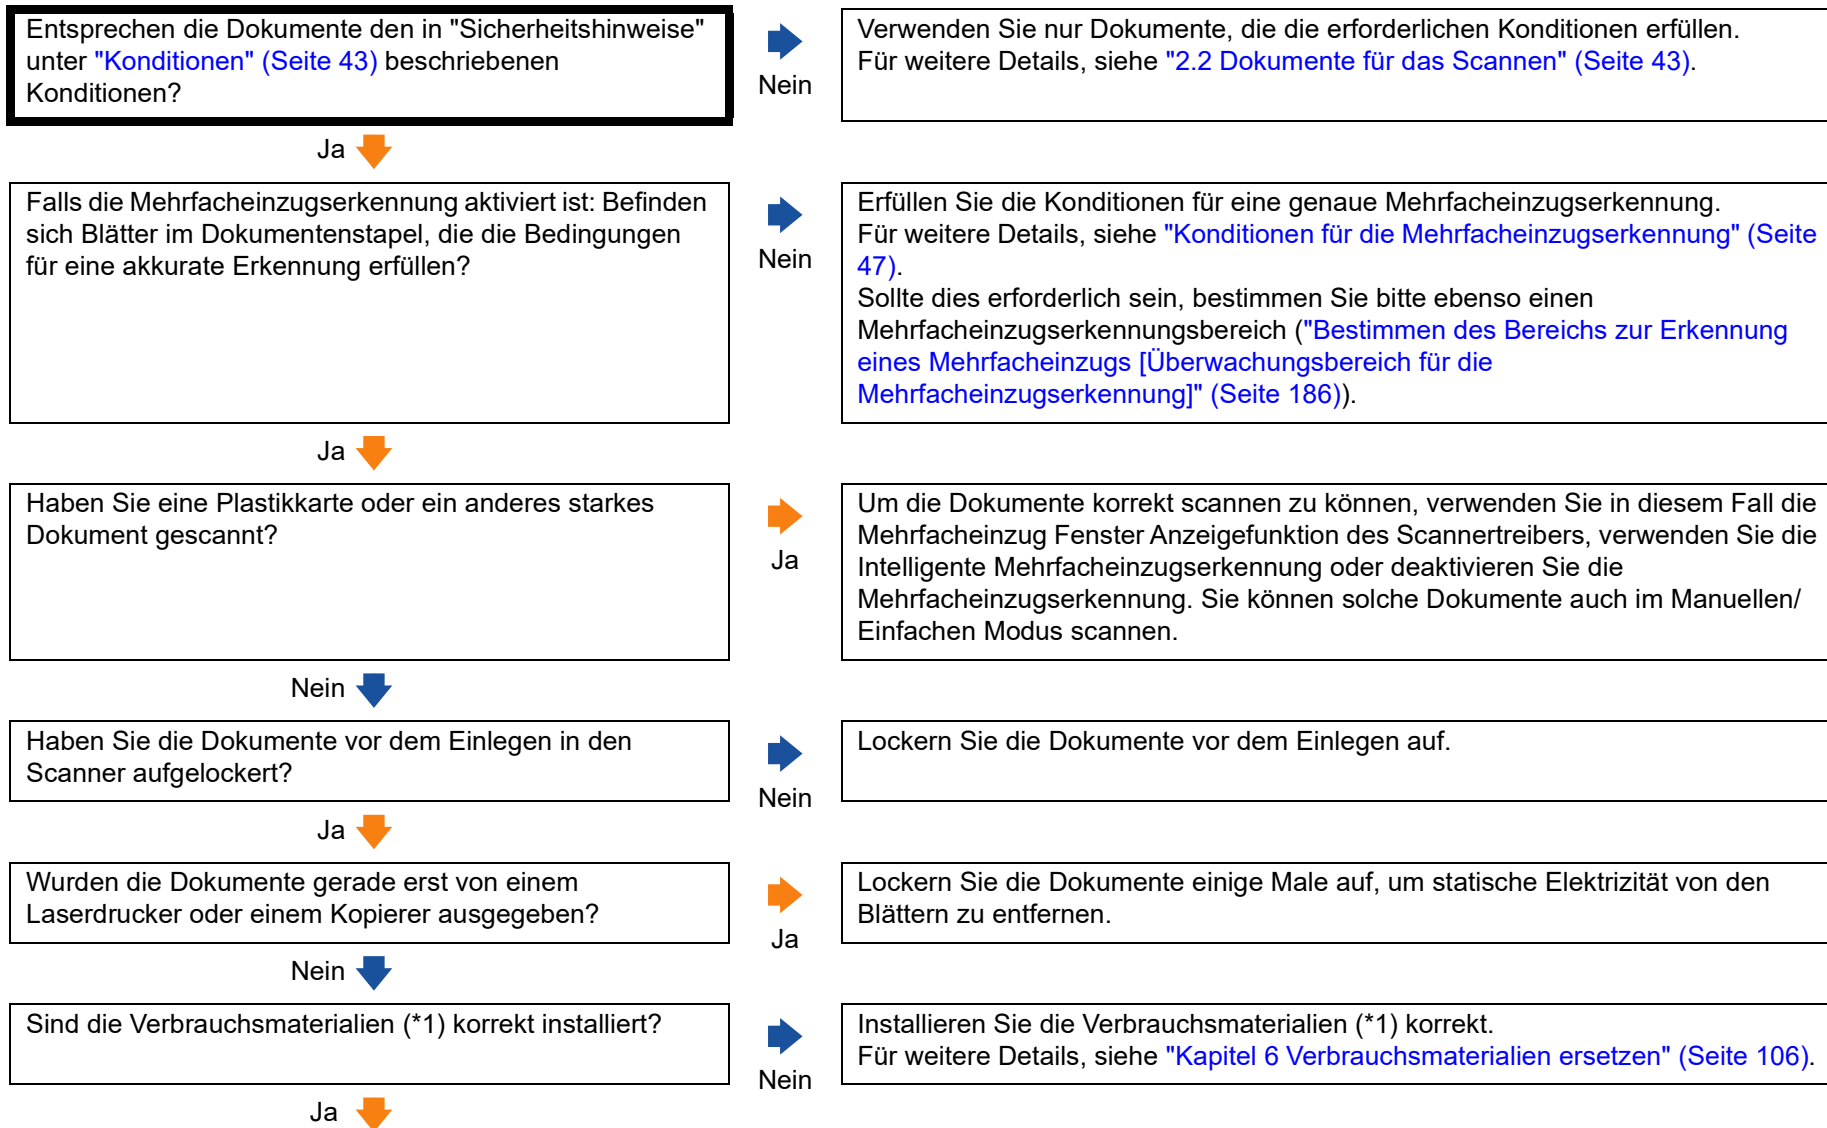 Entsprechen die Dokumente den in "Sicherheitshinweise"
unter "Konditionen" (Seite 43) beschriebenen
Konditionen?
Nein
Verwenden Sie nur Dokumente, die die erforderlichen Konditionen erfüllen.
Für weitere Details, siehe "2.2 Dokumente für das Scannen" (Seite 43).
Ja
Falls die Mehrfacheinzugserkennung aktiviert ist: Befinden
sich Blätter im Dokumentenstapel, die die Bedingungen
für eine akkurate Erkennung erfüllen?
Nein
Erfüllen Sie die Konditionen für eine genaue Mehrfacheinzugserkennung.
Für weitere Details, siehe "Konditionen für die Mehrfacheinzugserkennung" (Seite
47).
Sollte dies erforderlich sein, bestimmen Sie bitte ebenso einen
Mehrfacheinzugserkennungsbereich ("Bestimmen des Bereichs zur Erkennung
eines Mehrfacheinzugs [Überwachungsbereich für die
Mehrfacheinzugserkennung]" (Seite 186)).
Ja
Haben Sie eine Plastikkarte oder ein anderes starkes
Dokument gescannt?
Ja
Um die Dokumente korrekt scannen zu können, verwenden Sie in diesem Fall die
Mehrfacheinzug Fenster Anzeigefunktion des Scannertreibers, verwenden Sie die
Intelligente Mehrfacheinzugserkennung oder deaktivieren Sie die
Mehrfacheinzugserkennung. Sie können solche Dokumente auch im Manuellen/
Einfachen Modus scannen.
Nein
Haben Sie die Dokumente vor dem Einlegen in den
Scanner aufgelockert?
Nein
Lockern Sie die Dokumente vor dem Einlegen auf.
Ja
Wurden die Dokumente gerade erst von einem
Laserdrucker oder einem Kopierer ausgegeben?
Ja
Lockern Sie die Dokumente einige Male auf, um statische Elektrizität von den
Blättern zu entfernen.
Nein
Sind die Verbrauchsmaterialien (*1) korrekt installiert?
Nein
Installieren Sie die Verbrauchsmaterialien (*1) korrekt.
Für weitere Details, siehe "Kapitel 6 Verbrauchsmaterialien ersetzen" (Seite 106).
Ja